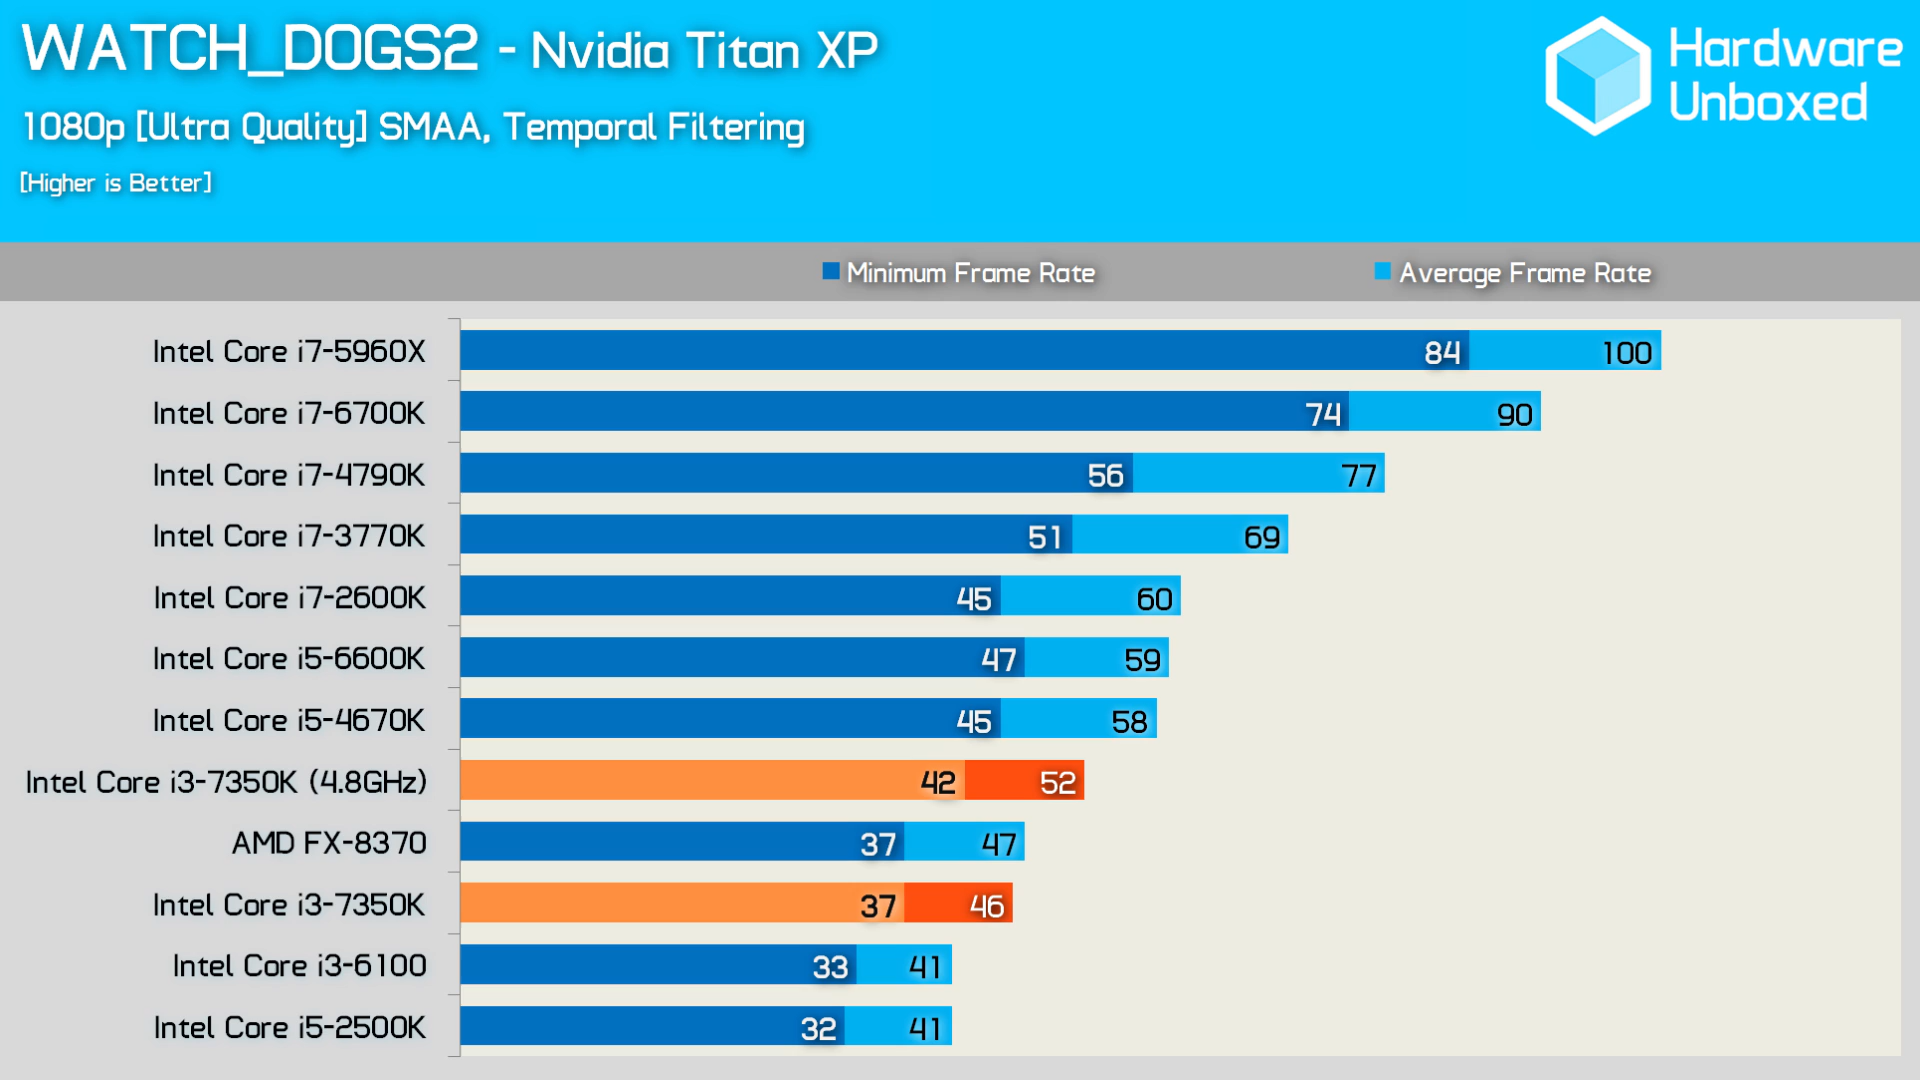 WATCH_DOGS2 - Nvidia Titan XP
Hardware
Unboxed
1080p [Ultra Quality] SMAA, Temporal Filtering
[Higher is Better]
Minimum Frame Rate Average Frame Rate
Intel Core i7-5960X 84 100
Intel Core i7-6700K 74 90
Intel Core i7-4790K 56 77
Intel Core i7-3770K 51 69
Intel Core i7-2600K 45 60
Intel Core i5-6600K 47 59
Intel Core i5-4670K 45 58
Intel Core i3-7350K (4.8GHz) 42 52
AMD FX-8370 37 47
Intel Core i3-7350K 37 46
Intel Core i3-6100 33 41
Intel Core i5-2500K 32 41